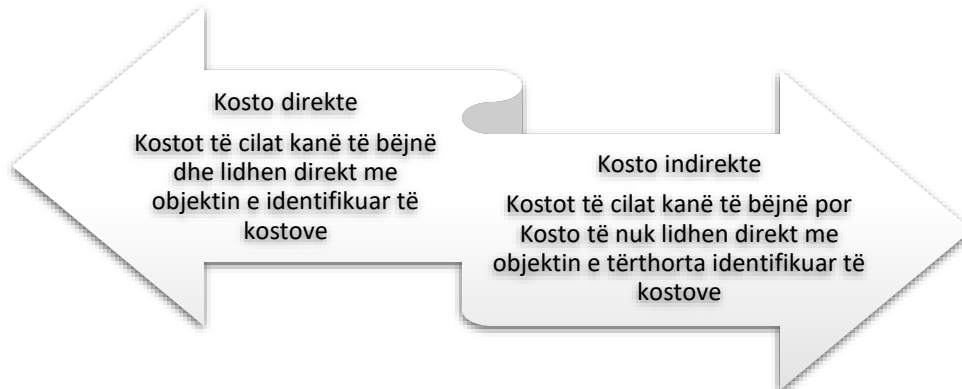 Kosto direkte
Kostot të cilat kanë të bëjnë
dhe lidhen direkt me
objektin e identifikuar të
kostove
Kosto indirekte
Kostot të cilat kanë të bëjnë por
Kosto të nuk lidhen direkt me
objektin e tërthorta identifikuar të
kostove